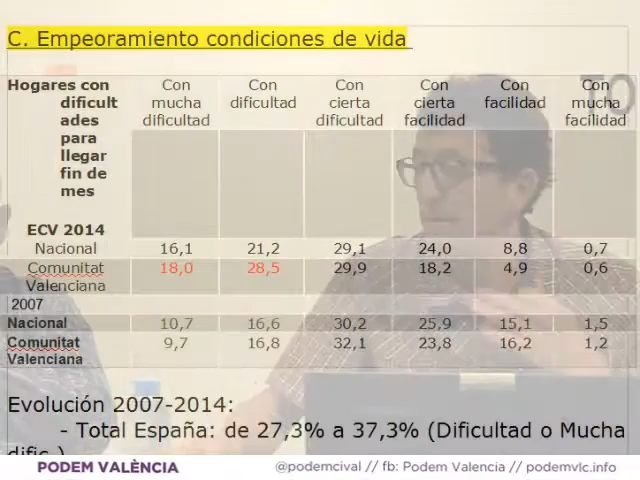 C. Empeoramiento condiciones de vida
Hogares con dificultades para llegar fin de mes | Con mucha dificultad | Con dificultad | Con cierta dificultad | Con cierta facilidad | Con facilidad | Con mucha facilidad
ECV 2014
Nacional 16,1 21,2 29,1 24,0 8,8 0,7
Comunitat Valenciana 18,0 28,5 29,9 18,2 4,9 0,6
2007
Nacional 10,7 16,6 30,2 25,9 15,1 1,5
Comunitat Valenciana 9,7 16,8 32,1 23,8 16,2 1,2
Evolución 2007-2014:
- Total España: de 27,3% a 37,3% (Dificultad o Mucha
dific.)
PODEM VALÈNCIA @podemcival // fb: Podem Valencia // podemvlc.info